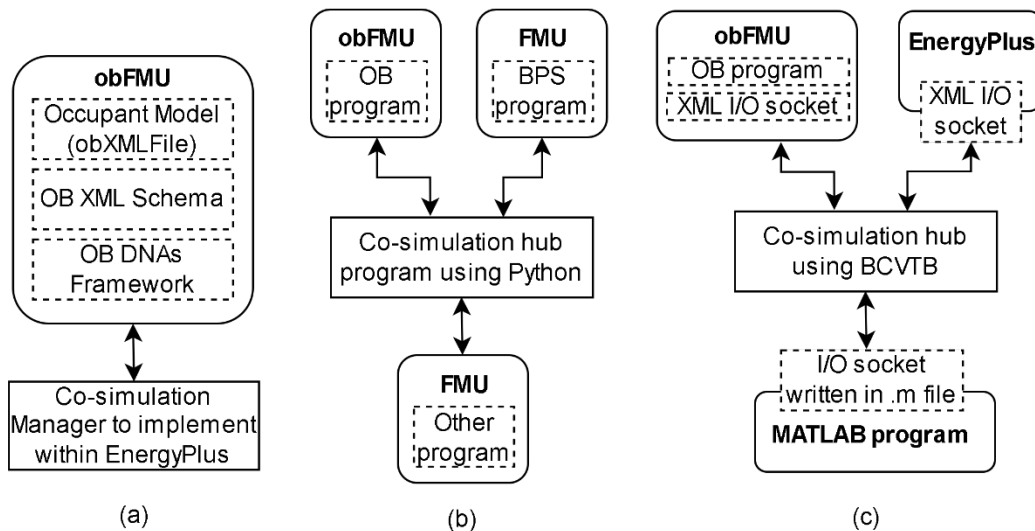 obFMU
Occupant Model
(obXMLFile)
OB XML Schema
OB DNAs
Framework
Co-simulation
Manager to implement
within EnergyPlus
(a)
obFMU
OB
program
FMU
BPS
program
Co-simulation hub
program using Python
FMU
Other
program
(b)
obFMU
OB program
XML I/O socket
EnergyPlus
XML I/O
socket
Co-simulation hub
using BCVTB
I/O socket
written in .m file
MATLAB program
(c)